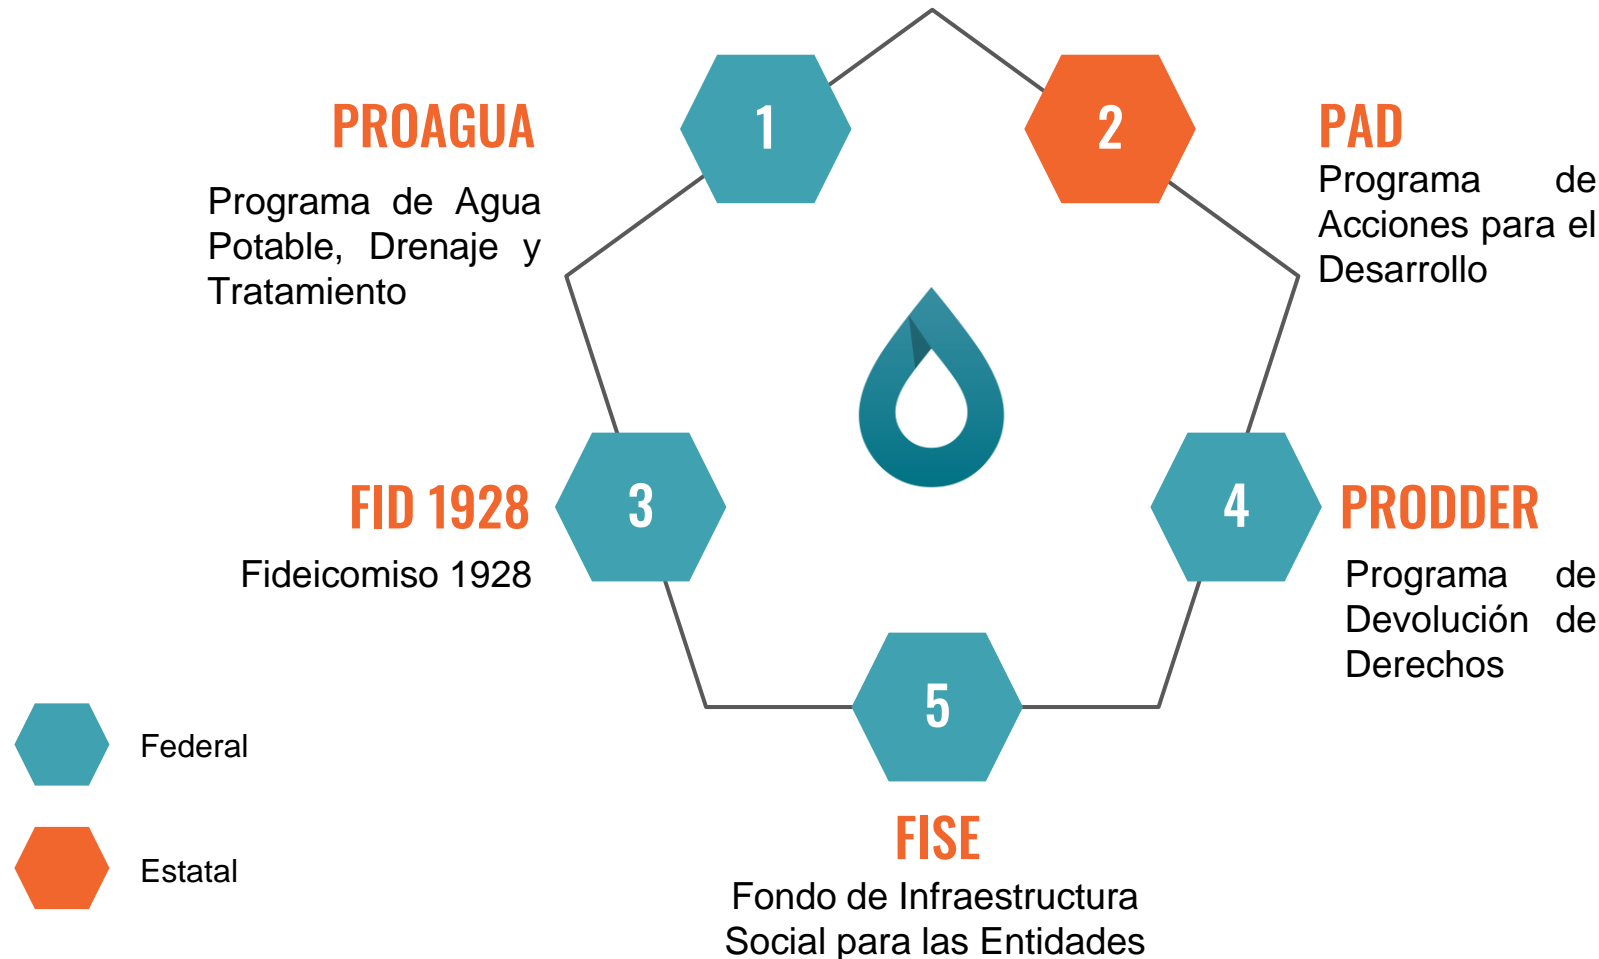 1
PROAGUA
Programa de Agua
Potable, Drenaje y
Tratamiento
2
PAD
Programa de
Acciones para el
Desarrollo
3
FID 1928
Fideicomiso 1928
4
PRODDER
Programa de
Devolución de
Derechos
5
FISE
Fondo de Infraestructura
Social para las Entidades
Federal
Estatal